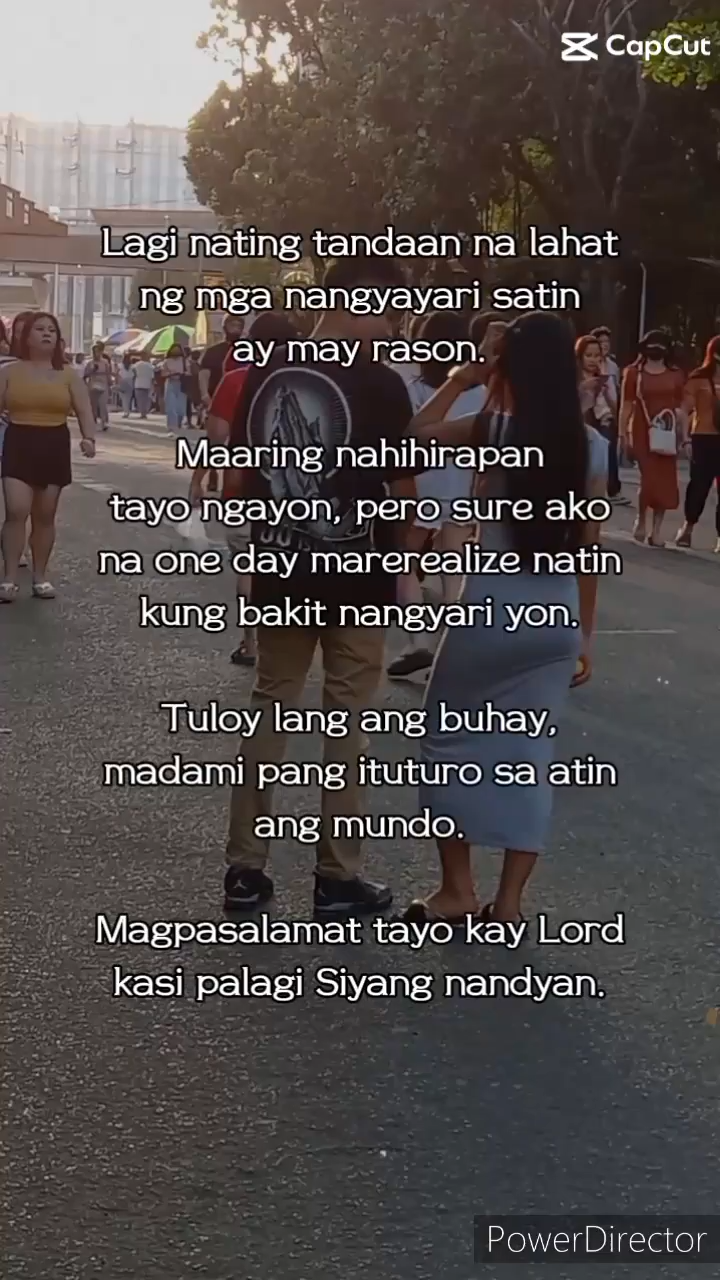 CapCut
Lagi nating tandaan na lahat
ng mga nangyayari satin
ay may rason.
Maaring nahihirapan
tayo ngayon, pero sure ako
na one day marerealize natin
kung bakit nangyari yon.
Tuloy lang ang buhay,
madami pang ituturo sa atin
ang mundo.
Magpasalamat tayo kay Lord
kasi palagi Siyang nandyan.
PowerDirector